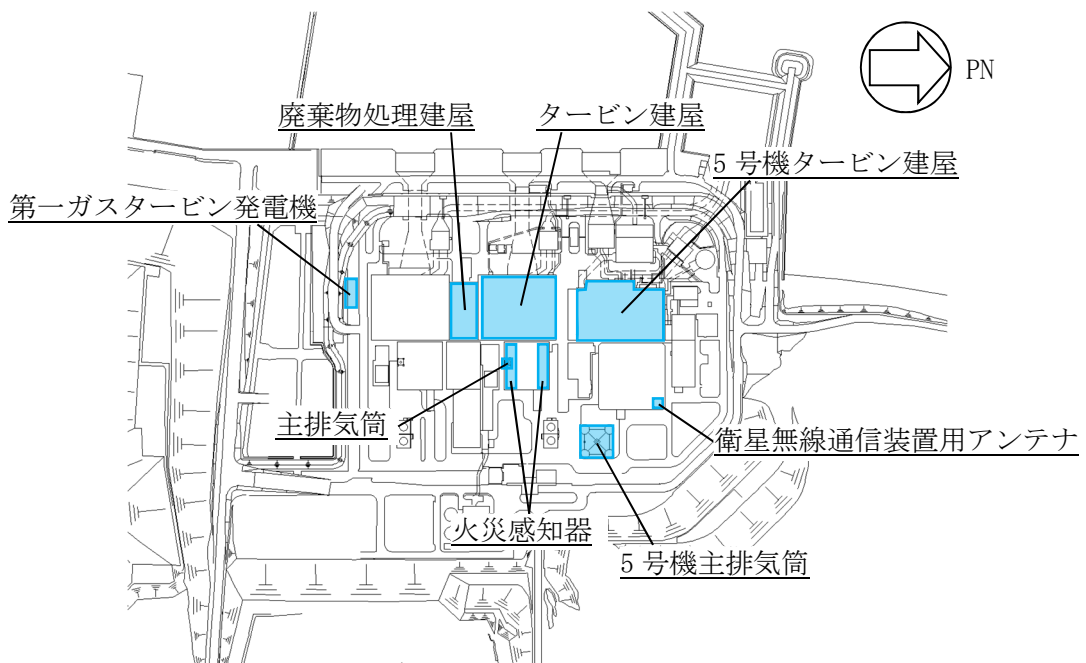 PN
廃棄物処理建屋
タービン建屋
5 号機タービン建屋
第一ガスタービン発電機
主排気筒
衛星無線通信装置用アンテナ
火災感知器
5 号機主排気筒